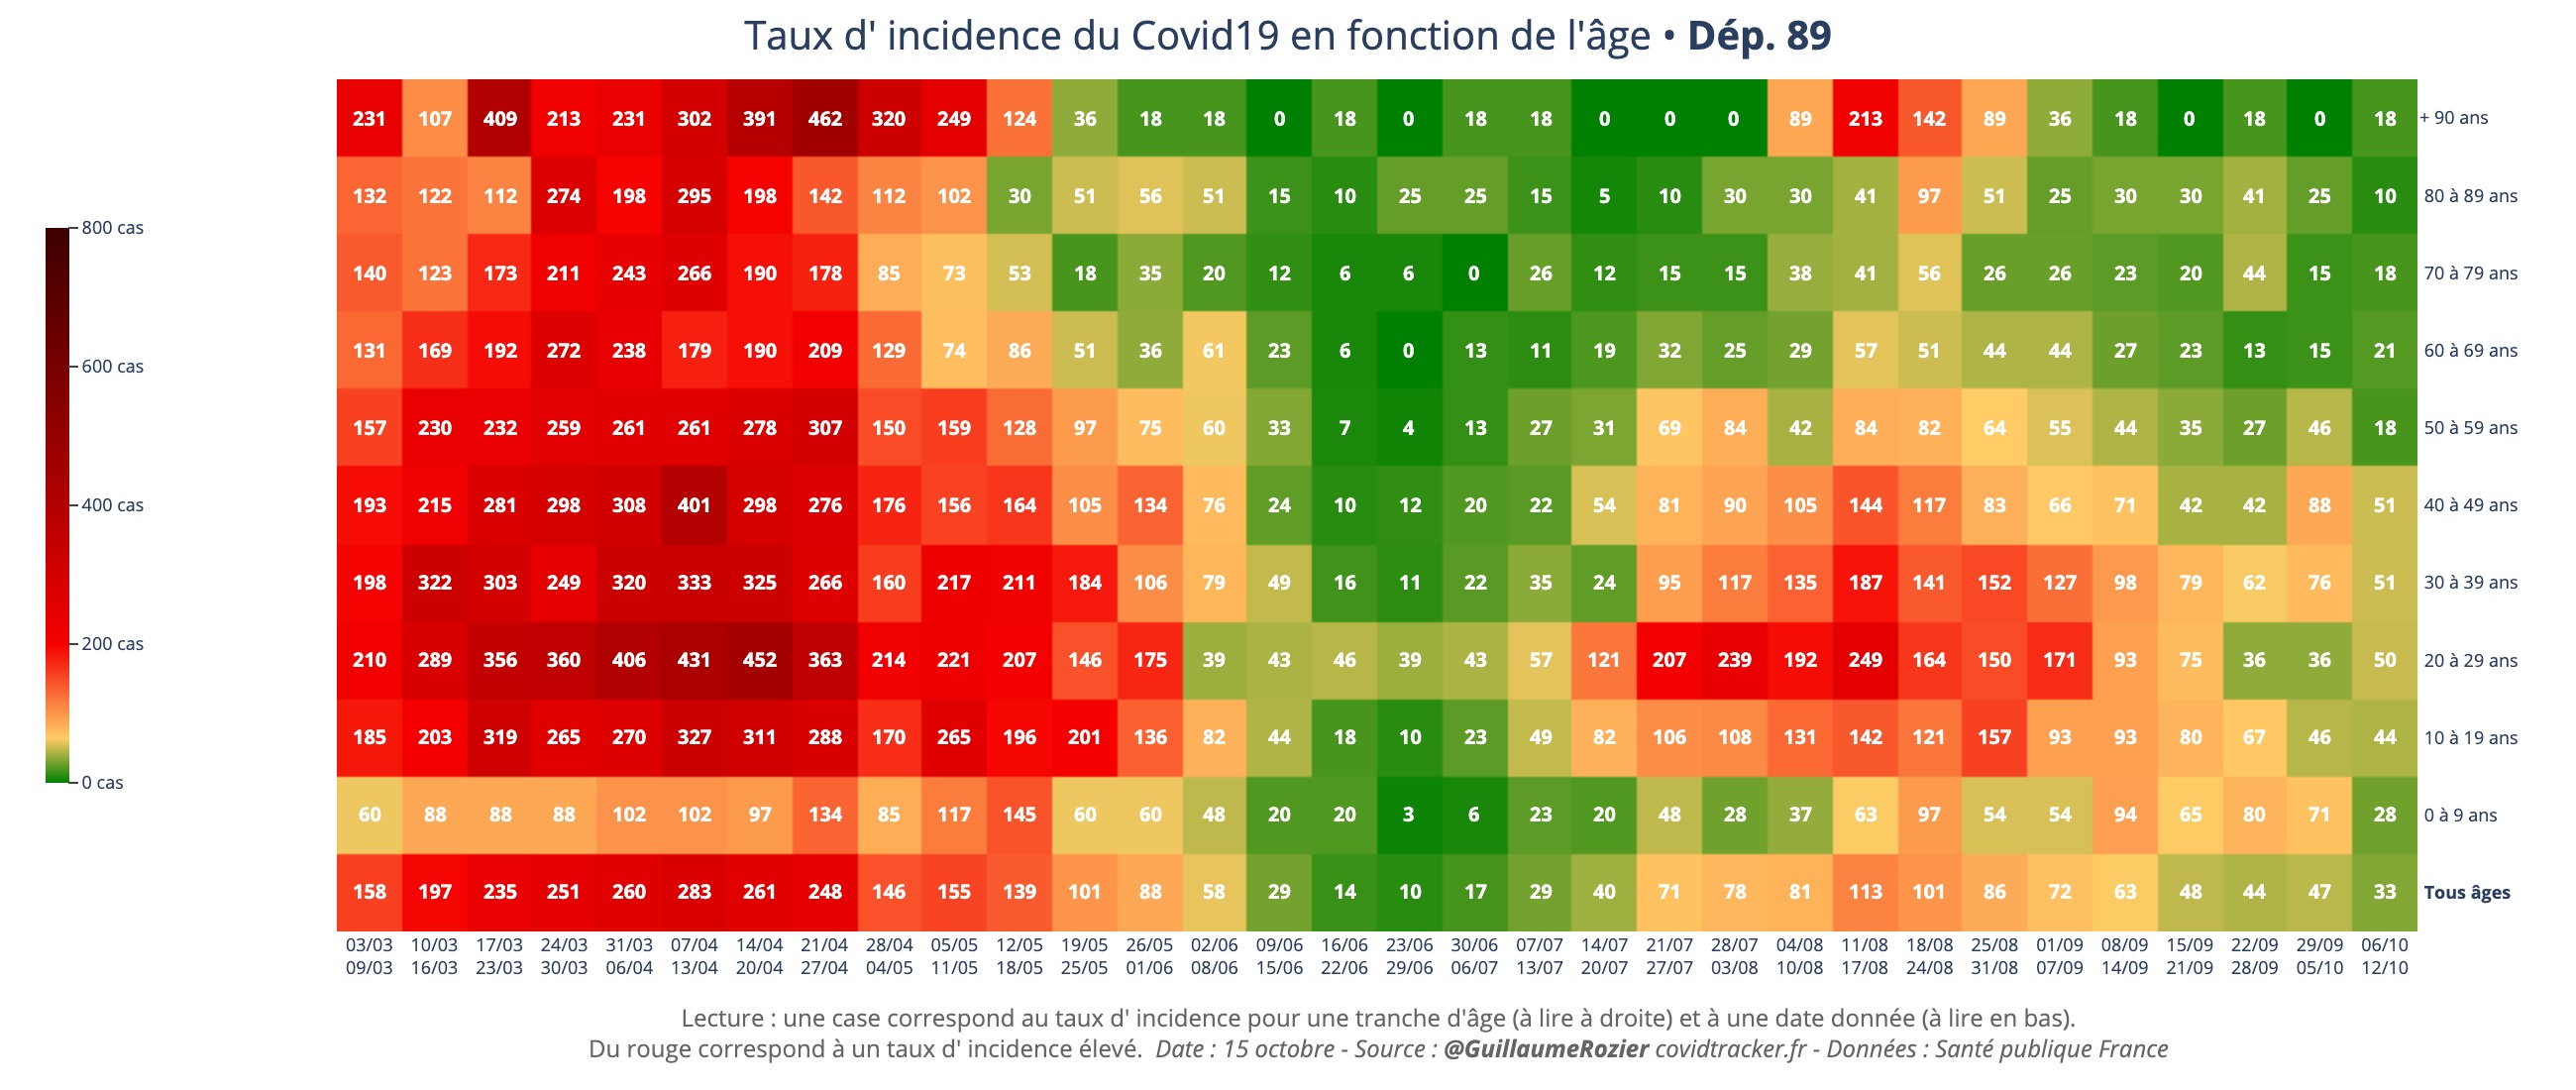 Taux d' incidence du Covid19 en fonction de l'âge • Dép. 89
800 cas
600 cas
400 cas
200 cas
0 cas
231 107 409 213 231 302 391 462 320 249 124 36 18 18 0 18 0 18 18 0 0 0 89 213 142 89 36 18 0 18 0 18 + 90 ans
132 122 112 274 198 295 198 142 112 102 30 51 56 51 15 10 25 25 15 5 10 30 30 41 97 51 25 30 30 41 25 10 80 à 89 ans
140 123 173 211 243 266 190 178 85 73 53 18 35 20 12 6 6 0 26 12 15 15 38 41 56 26 26 23 20 44 15 18 70 à 79 ans
131 169 192 272 238 179 190 209 129 74 86 51 36 61 23 6 0 13 11 19 32 25 29 57 51 44 44 27 23 13 15 21 60 à 69 ans
157 230 232 259 261 261 278 307 150 159 128 97 75 60 33 7 4 13 27 31 69 84 42 84 82 64 55 44 35 27 46 18 50 à 59 ans
193 215 281 298 308 401 298 276 176 156 164 105 134 76 24 10 12 20 22 54 81 90 105 144 117 83 66 71 42 42 88 51 40 à 49 ans
198 322 303 249 320 333 325 266 160 217 211 184 106 79 49 16 11 22 35 24 95 117 135 187 141 152 127 98 79 62 76 51 30 à 39 ans
210 289 356 360 406 431 452 363 214 221 207 146 175 39 43 46 39 43 57 121 207 239 192 249 164 150 171 93 75 36 36 50 20 à 29 ans
185 203 319 265 270 327 311 288 170 265 196 201 136 82 44 18 10 23 49 82 106 108 131 142 121 157 93 93 80 67 46 44 10 à 19 ans
60 88 88 88 102 102 97 134 85 117 145 60 60 48 20 20 3 6 23 20 48 28 37 63 97 54 54 94 65 80 71 28 0 à 9 ans
158 197 235 251 260 283 261 248 146 155 139 101 88 58 29 14 10 17 29 40 71 78 81 113 101 86 72 63 48 44 47 33 Tous âges
03/03 10/03 17/03 24/03 31/03 07/04 14/04 21/04 28/04 05/05 12/05 19/05 26/05 02/06 09/06 16/06 23/06 30/06 07/07 14/07 21/07 28/07 04/08 11/08 18/08 25/08 01/09 08/09 15/09 22/09 29/09 06/10
09/03 16/03 23/03 30/03 06/04 13/04 20/04 27/04 04/05 11/05 18/05 25/05 01/06 08/06 15/06 22/06 29/06 06/07 13/07 20/07 27/07 03/08 10/08 17/08 24/08 31/08 07/09 14/09 21/09 28/09 05/10 12/10
Lecture : une case correspond au taux d' incidence pour une tranche d'âge (à lire à droite) et à une date donnée (à lire en bas).
Du rouge correspond à un taux d' incidence élevé. Date : 15 octobre - Source : @GuillaumeRozier covidtracker.fr - Données : Santé publique France